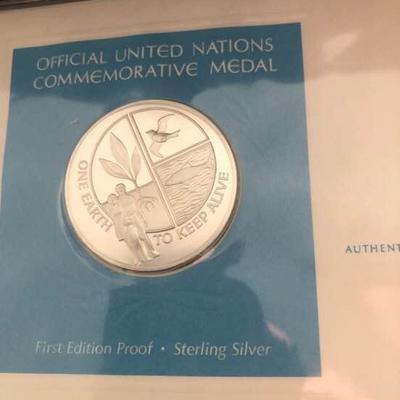 OFFICIAL UNITED NATIONS
COMMEMORATIVE MEDAL
ONE EARTH
TO KEEP ALIVE
AUTHENT
First Edition Proof • Sterling Silver